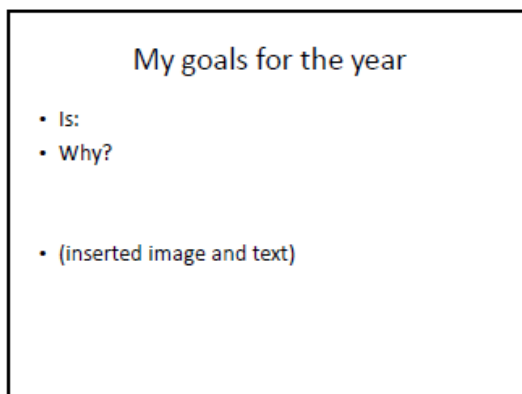 My goals for the year
• Is:
• Why?
• (inserted image and text)